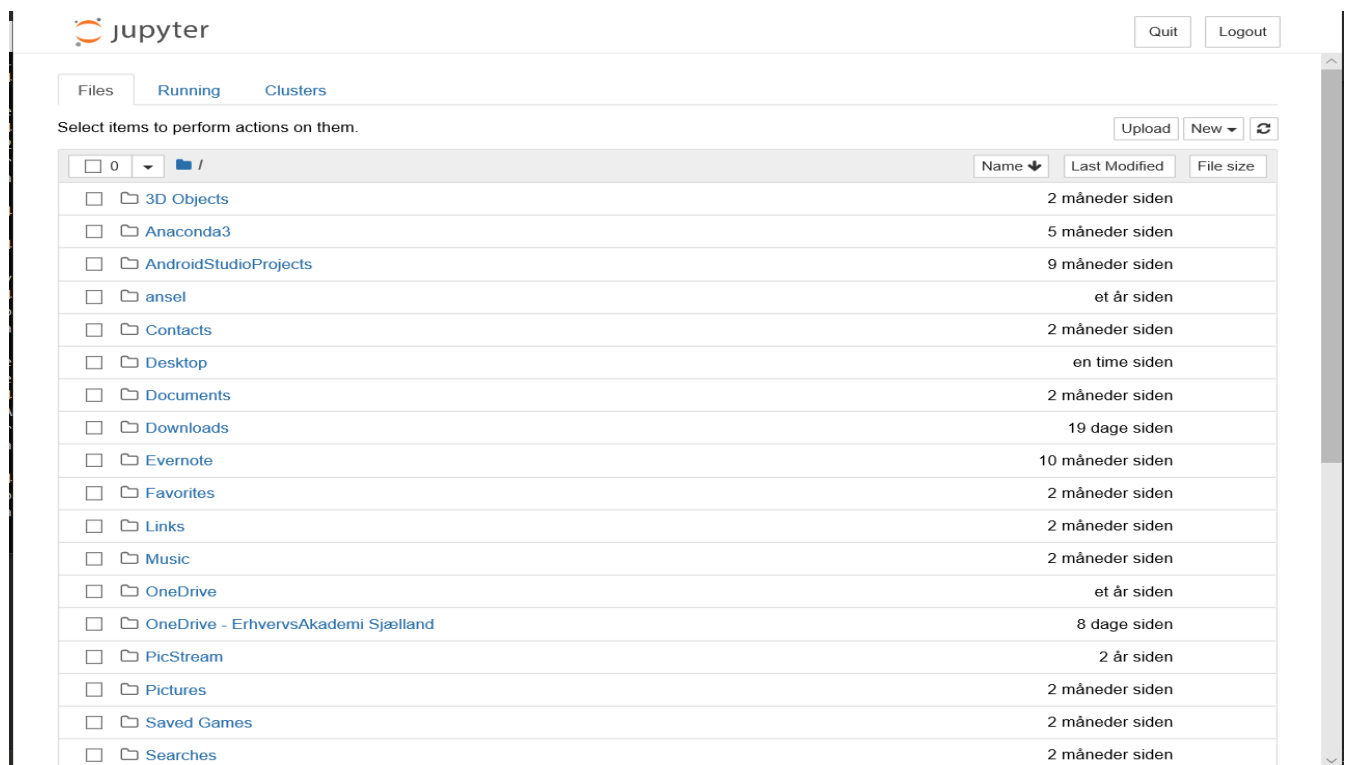 jupyter Quit Logout
Files Running Clusters
Select items to perform actions on them. Upload New
0 / Name Last Modified File size
3D Objects 2 måneder siden
Anaconda3 5 måneder siden
AndroidStudioProjects 9 måneder siden
ansel et år siden
Contacts 2 måneder siden
Desktop en time siden
Documents 2 måneder siden
Downloads 19 dage siden
Evernote 10 måneder siden
Favorites 2 måneder siden
Links 2 måneder siden
Music 2 måneder siden
OneDrive et år siden
OneDrive - ErhvervsAkademi Sjælland 8 dage siden
PicStream 2 år siden
Pictures 2 måneder siden
Saved Games 2 måneder siden
Searches 2 måneder siden